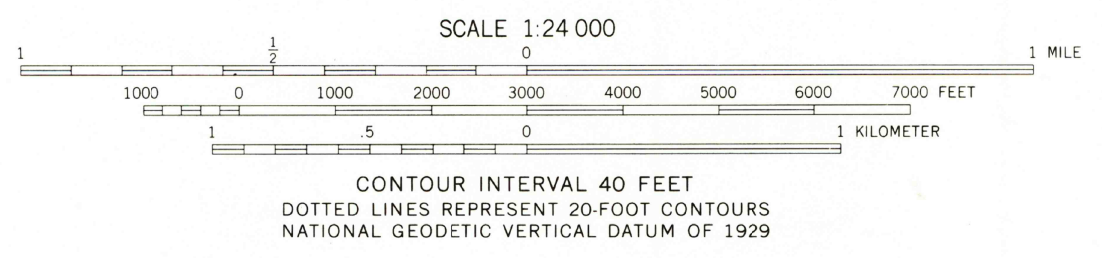 SCALE 1:24 000
1 1/2 0 1 MILE
1000 0 1000 2000 3000 4000 5000 6000 7000 FEET
1 .5 0 1 KILOMETER
CONTOUR INTERVAL 40 FEET
DOTTED LINES REPRESENT 20-FOOT CONTOURS
NATIONAL GEODETIC VERTICAL DATUM OF 1929